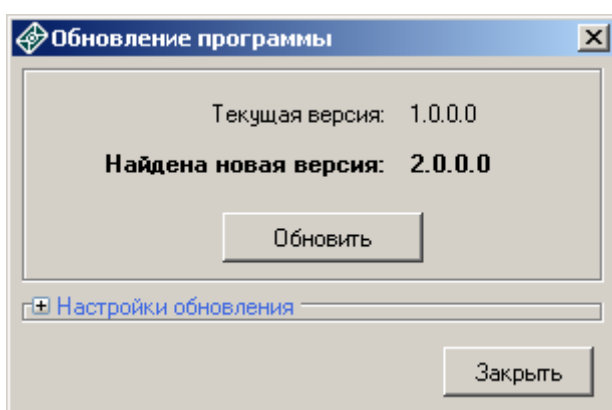 Обновление программы
Текущая версия: 1.0.0.0
Найдена новая версия: 2.0.0.0
Обновить
Настройки обновления
Закрыть